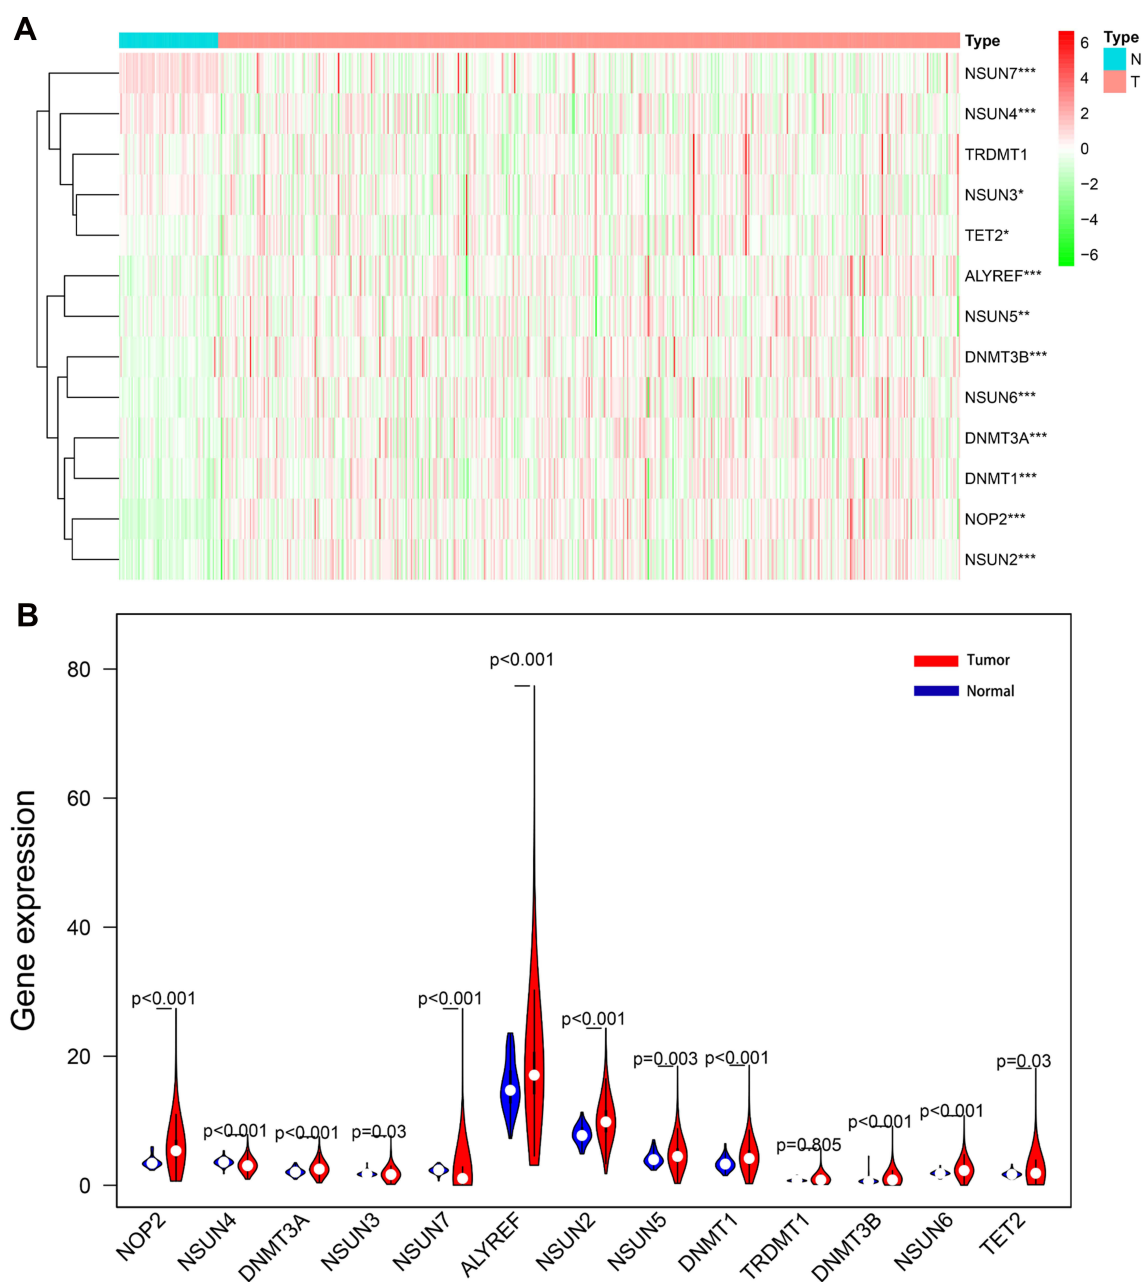 A
Type
NSUN7***
NSUN4***
TRDMT1
NSUN3*
TET2*
ALYREF***
NSUN5**
DNMT3B***
NSUN6***
DNMT3A***
DNMT1***
NOP2***
NSUN2***
6
4
2
0
−2
−4
−6
Type
N
T
B
Gene expression
80
60
40
20
0
Tumor
Normal
p<0.001
p<0.001
p<0.001
p=0.03
p<0.001
p<0.001
p<0.001
p=0.003
p<0.001
p=0.805
p<0.001
p<0.001
p=0.03
NOP2
NSUN4
DNMT3A
NSUN3
NSUN7
ALYREF
NSUN2
NSUN5
DNMT1
TRDMT1
DNMT3B
NSUN6
TET2